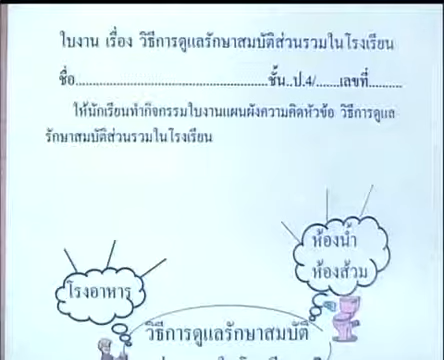 ใบงาน เรื่อง วิธีการดูแลรักษาสมบัติส่วนรวมในโรงเรียน
ชื่อ................................................ชั้น..ป.4/......เลขที่.........
ให้นักเรียนทำกิจกรรมใบงานแผนผังความคิดหัวข้อ วิธีการดูแล
รักษาสมบัติส่วนรวมในโรงเรียน
ห้องน้ำ
ห้องส้วม
โรงอาหาร
วิธีการดูแลรักษาสมบัติ